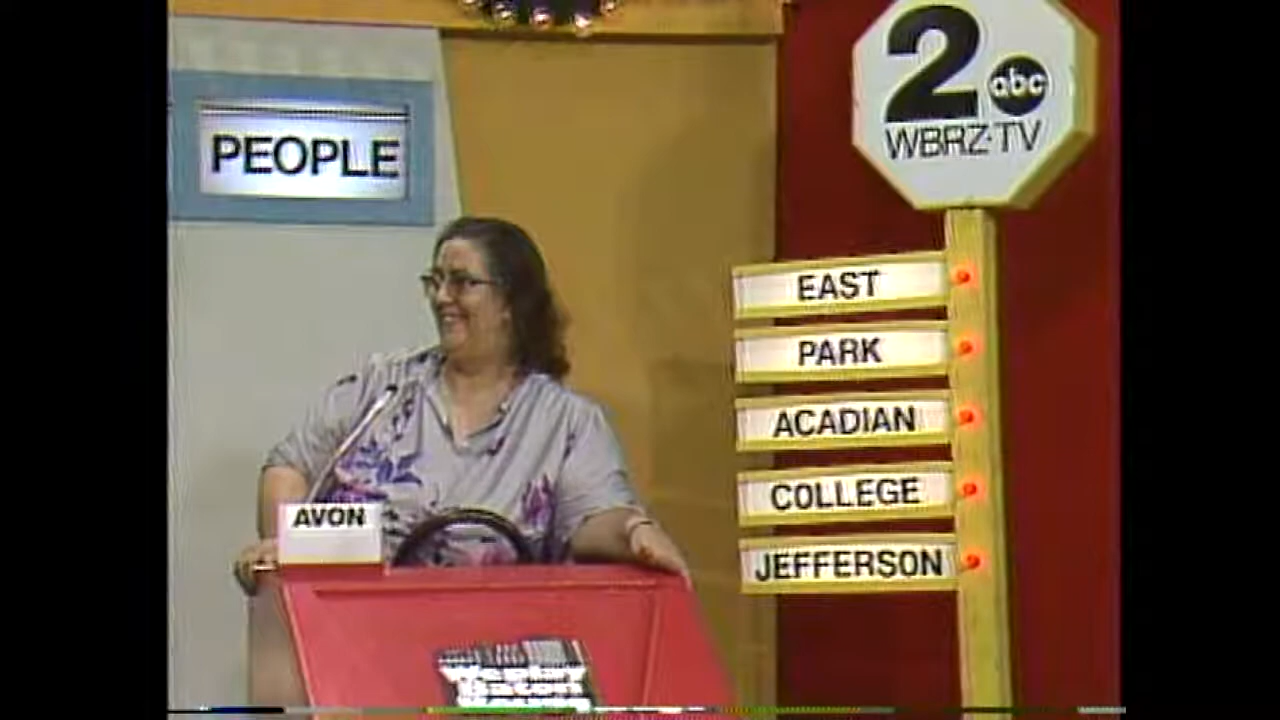 PEOPLE
2 abc
WBRZ-TV
EAST
PARK
ACADIAN
COLLEGE
JEFFERSON
AVON